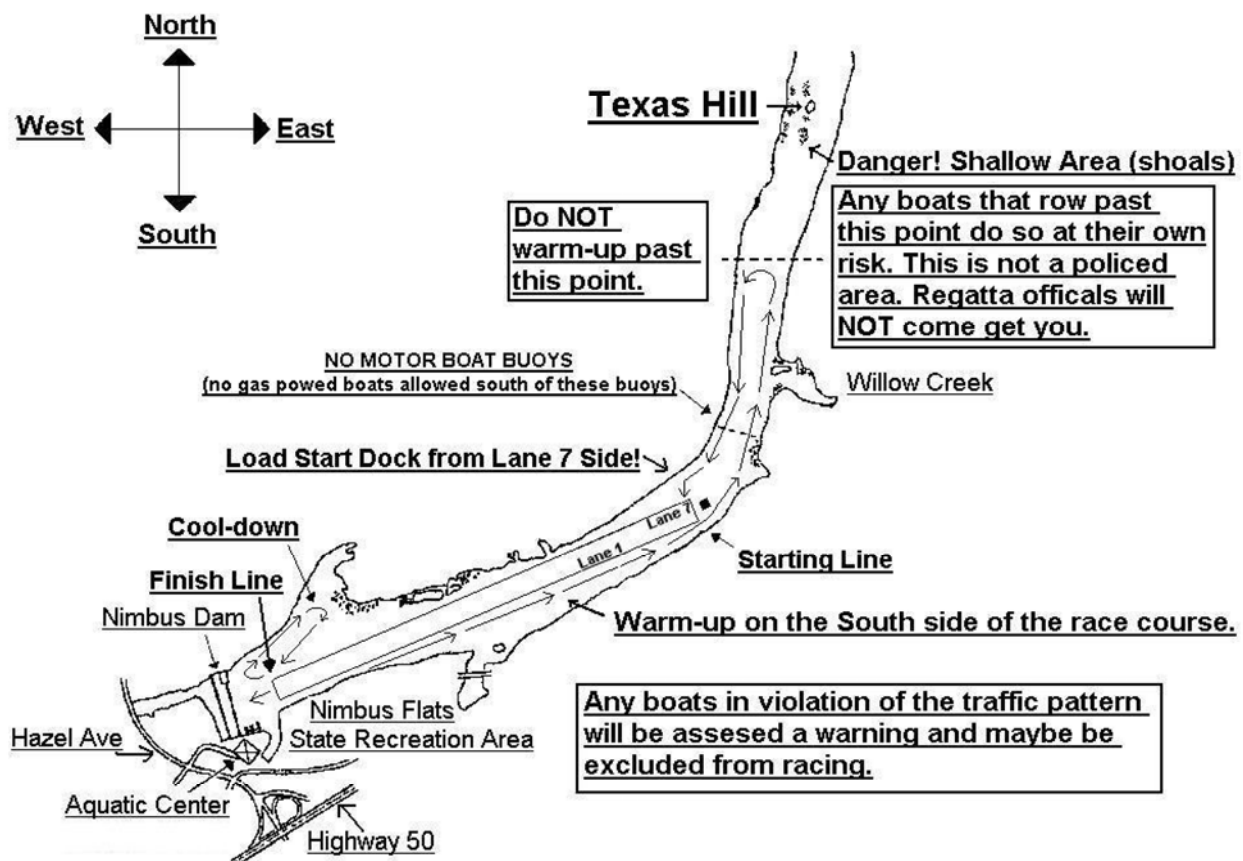 North
West
East
South
Texas Hill
Danger! Shallow Area (shoals)
Do NOT
warm-up past
this point.
Any boats that row past
this point do so at their own
risk. This is not a policed
area. Regatta officals will
NOT come get you.
NO MOTOR BOAT BUOYS
(no gas powed boats allowed south of these buoys)
Willow Creek
Load Start Dock from Lane 7 Side!
Lane 7
Lane 1
Starting Line
Cool-down
Finish Line
Nimbus Dam
Warm-up on the South side of the race course.
Nimbus Flats
State Recreation Area
Hazel Ave
Aquatic Center
Highway 50
Any boats in violation of the traffic pattern
will be assesed a warning and maybe be
excluded from racing.